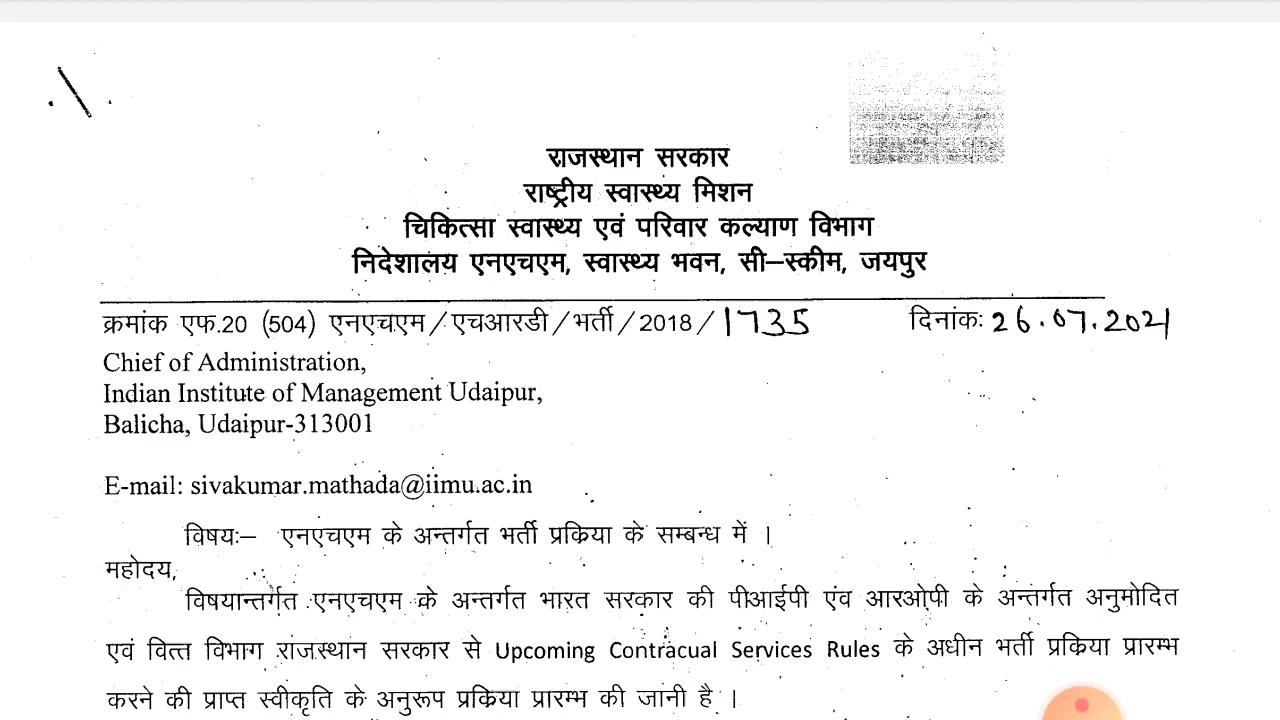 राजस्थान सरकार
राष्ट्रीय स्वास्थ्य मिशन
चिकित्सा स्वास्थ्य एवं परिवार कल्याण विभाग
निदेशालय एनएचएम, स्वास्थ्य भवन, सी–स्कीम, जयपुर
क्रमांक एफ.20 (504) एनएचएम/एचआरडी/भर्ती/2018/1735 दिनांकः 26.07.2021
Chief of Administration,
Indian Institute of Management Udaipur,
Balicha, Udaipur-313001
E-mail: sivakumar.mathada@iimu.ac.in
विषयः– एनएचएम के अन्तर्गत भर्ती प्रकिया के सम्बन्ध में ।
महोदय,
विषयान्तर्गत एनएचएम के अन्तर्गत भारत सरकार की पीआईपी एंव आरओपी के अन्तर्गत अनुमोदित
एवं वित्त विभाग राजस्थान सरकार से Upcoming Contracual Services Rules के अधीन भर्ती प्रकिया प्रारम्भ
करने की प्राप्त स्वीकृति के अनुरूप प्रकिया प्रारम्भ की जानी है ।